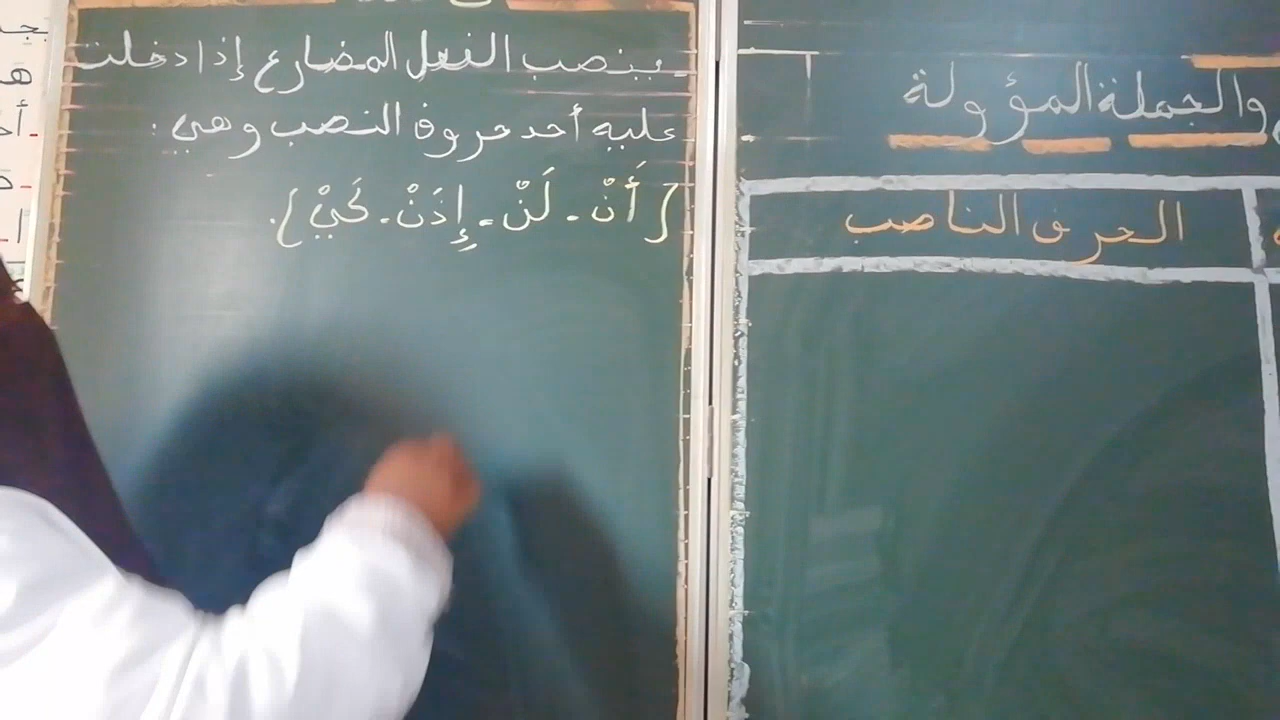 والجملة المؤولة
الحرف الناصب
ينصب الفعل المضارع إذا دخلت
عليه أحد حروف النصب وهي :
{أَنْ - لَنْ - إِذَنْ - كَيْ}.